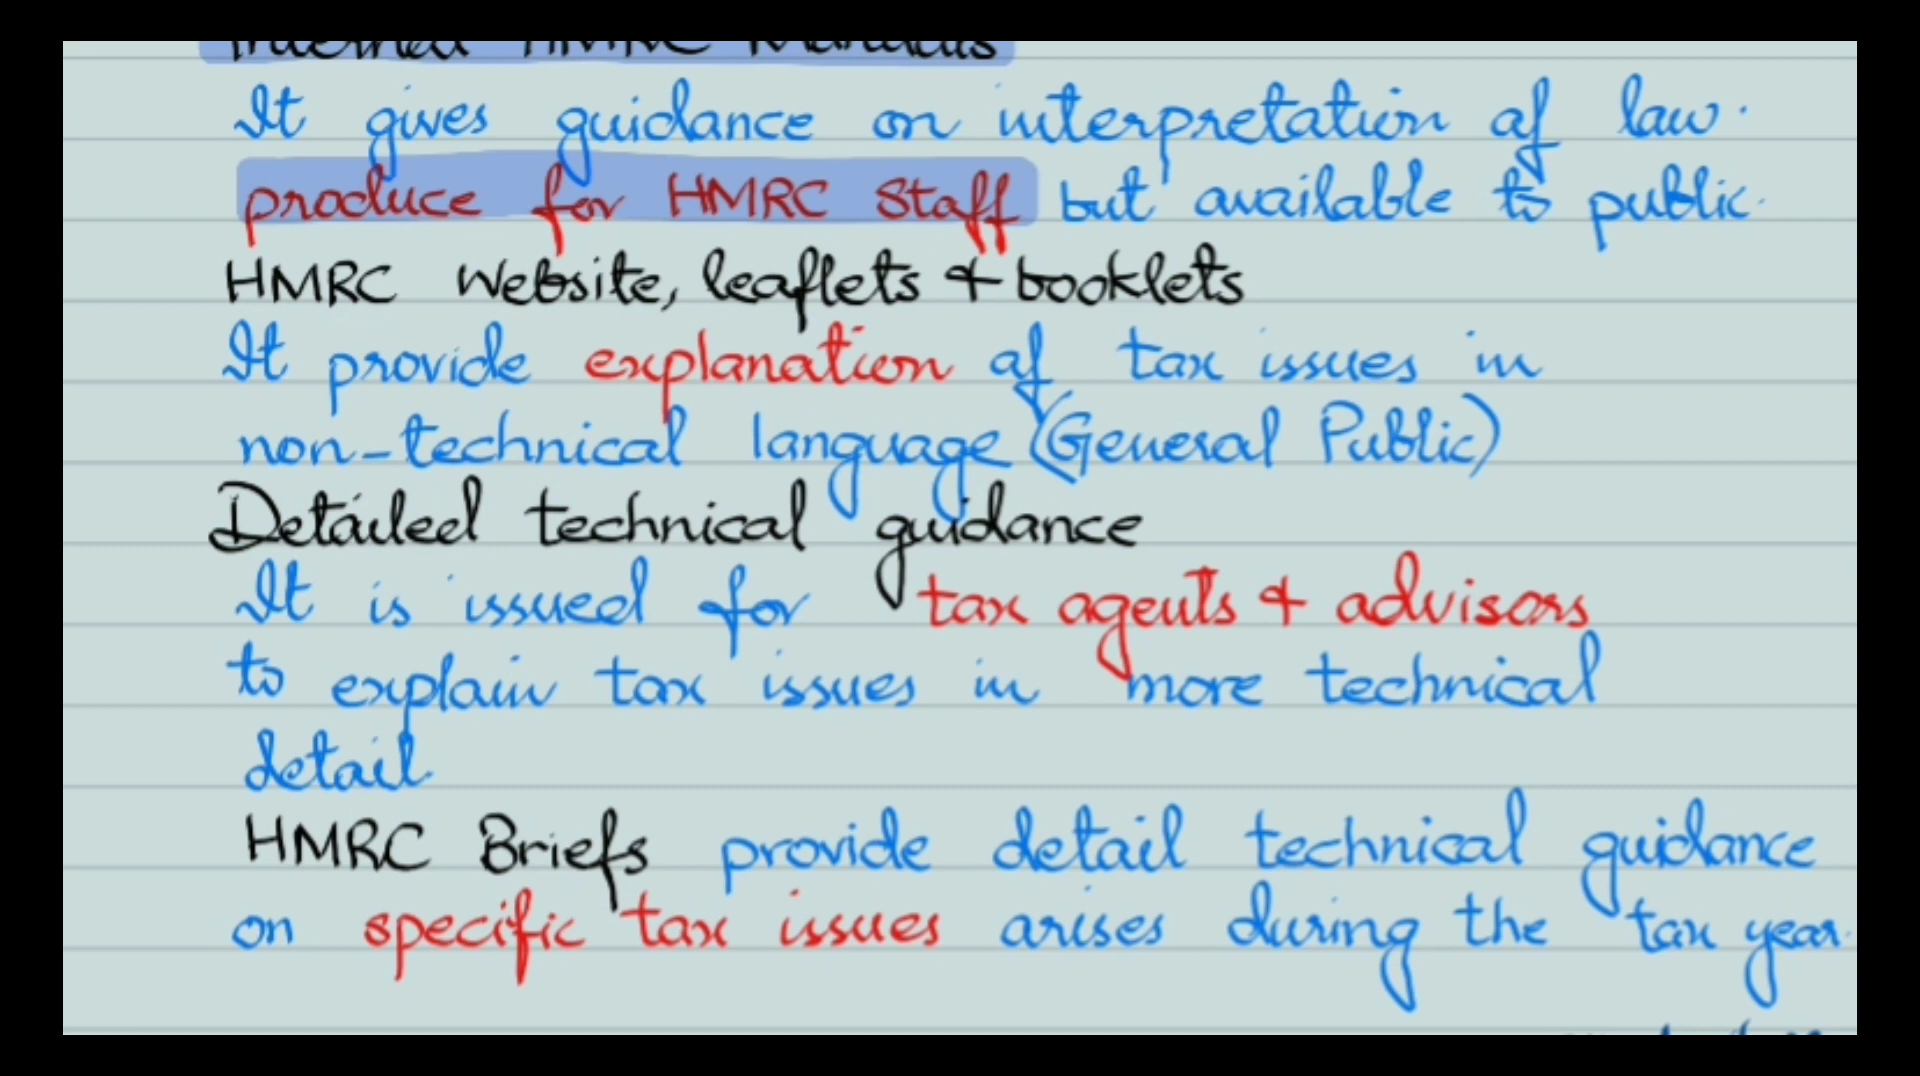 Internal HMRC Manuals
It gives guidance on interpretation of law.
produce for HMRC Staff but available to public.
HMRC Website, leaflets & booklets
It provide explanation of tax issues in
non-technical language (General Public)
Detailed technical guidance
It is issued for tax agents & advisors
to explain tax issues in more technical
detail.
HMRC Briefs provide detail technical guidance
on specific tax issues arises during the tax year.